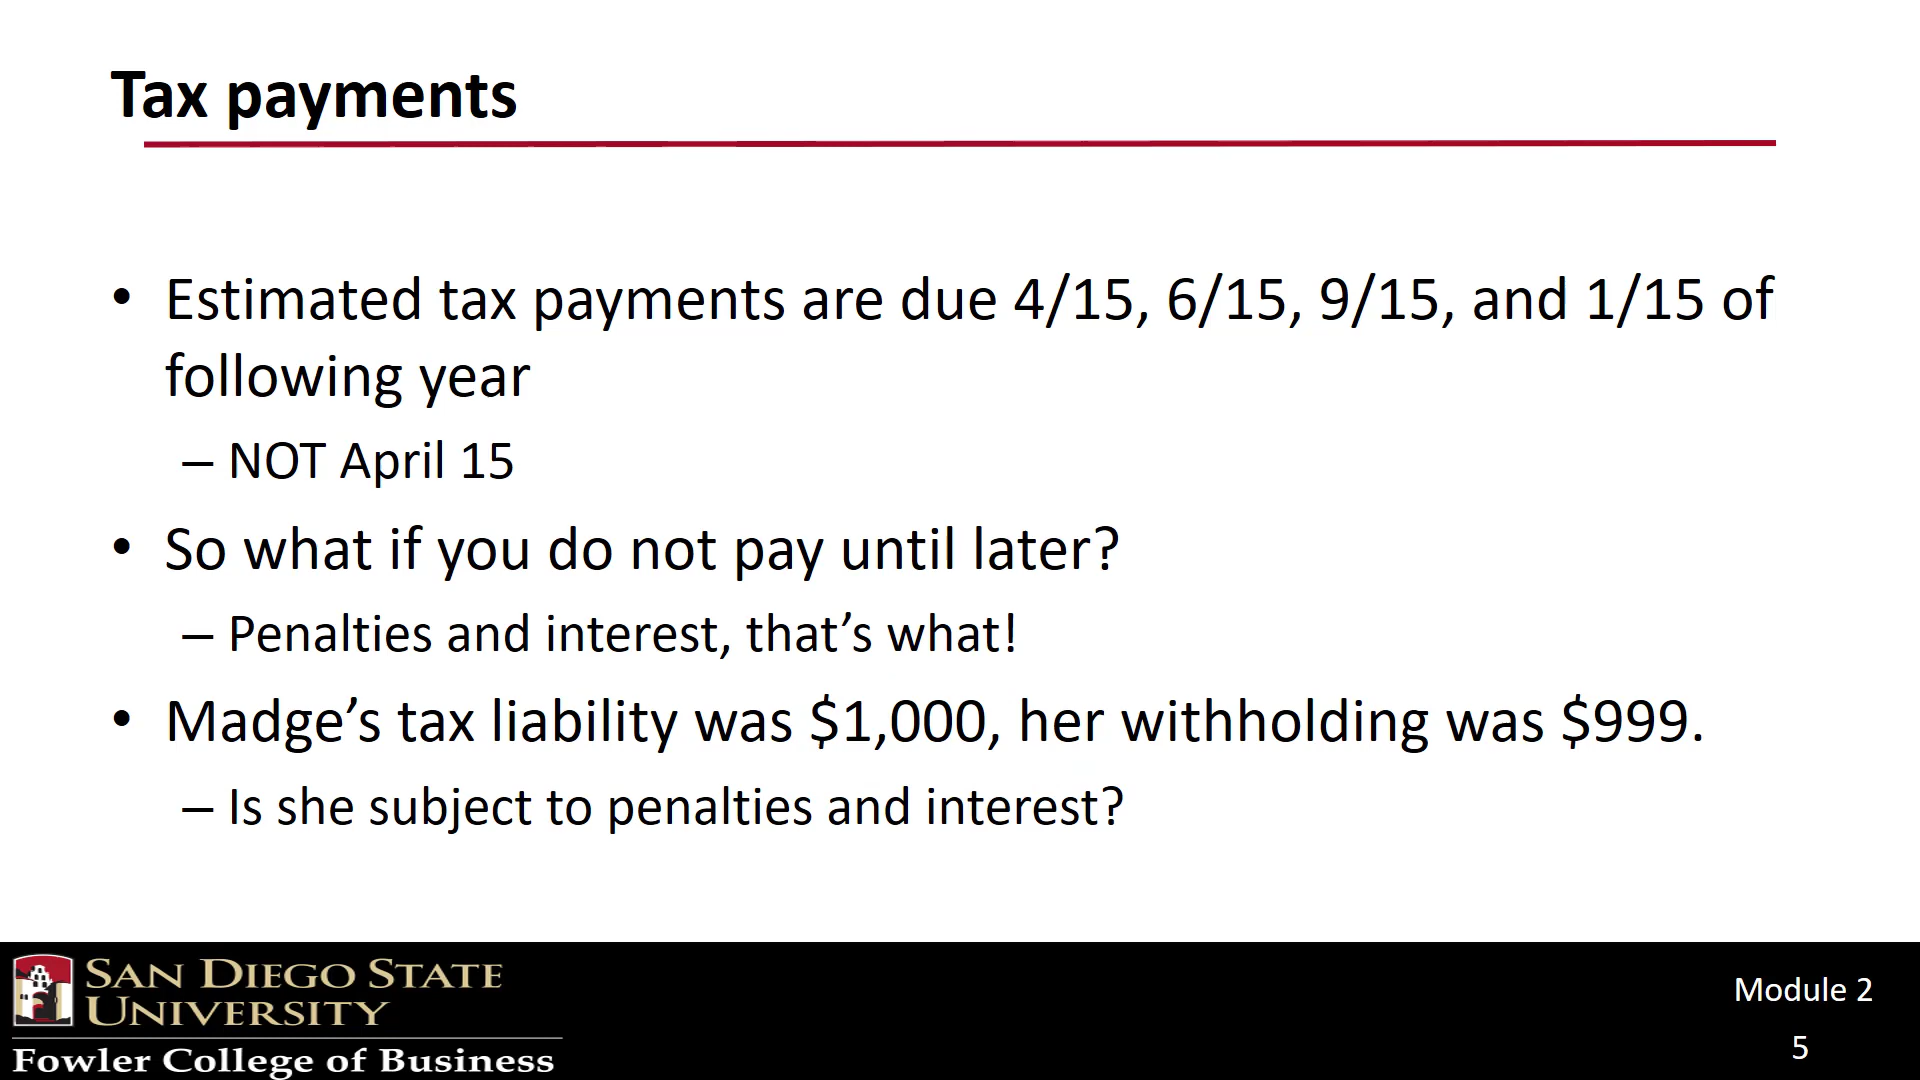 Tax payments
• Estimated tax payments are due 4/15, 6/15, 9/15, and 1/15 of
following year
– NOT April 15
• So what if you do not pay until later?
– Penalties and interest, that’s what!
• Madge’s tax liability was $1,000, her withholding was $999.
– Is she subject to penalties and interest?
SAN DIEGO STATE
UNIVERSITY
Fowler College of Business
Module 2
5